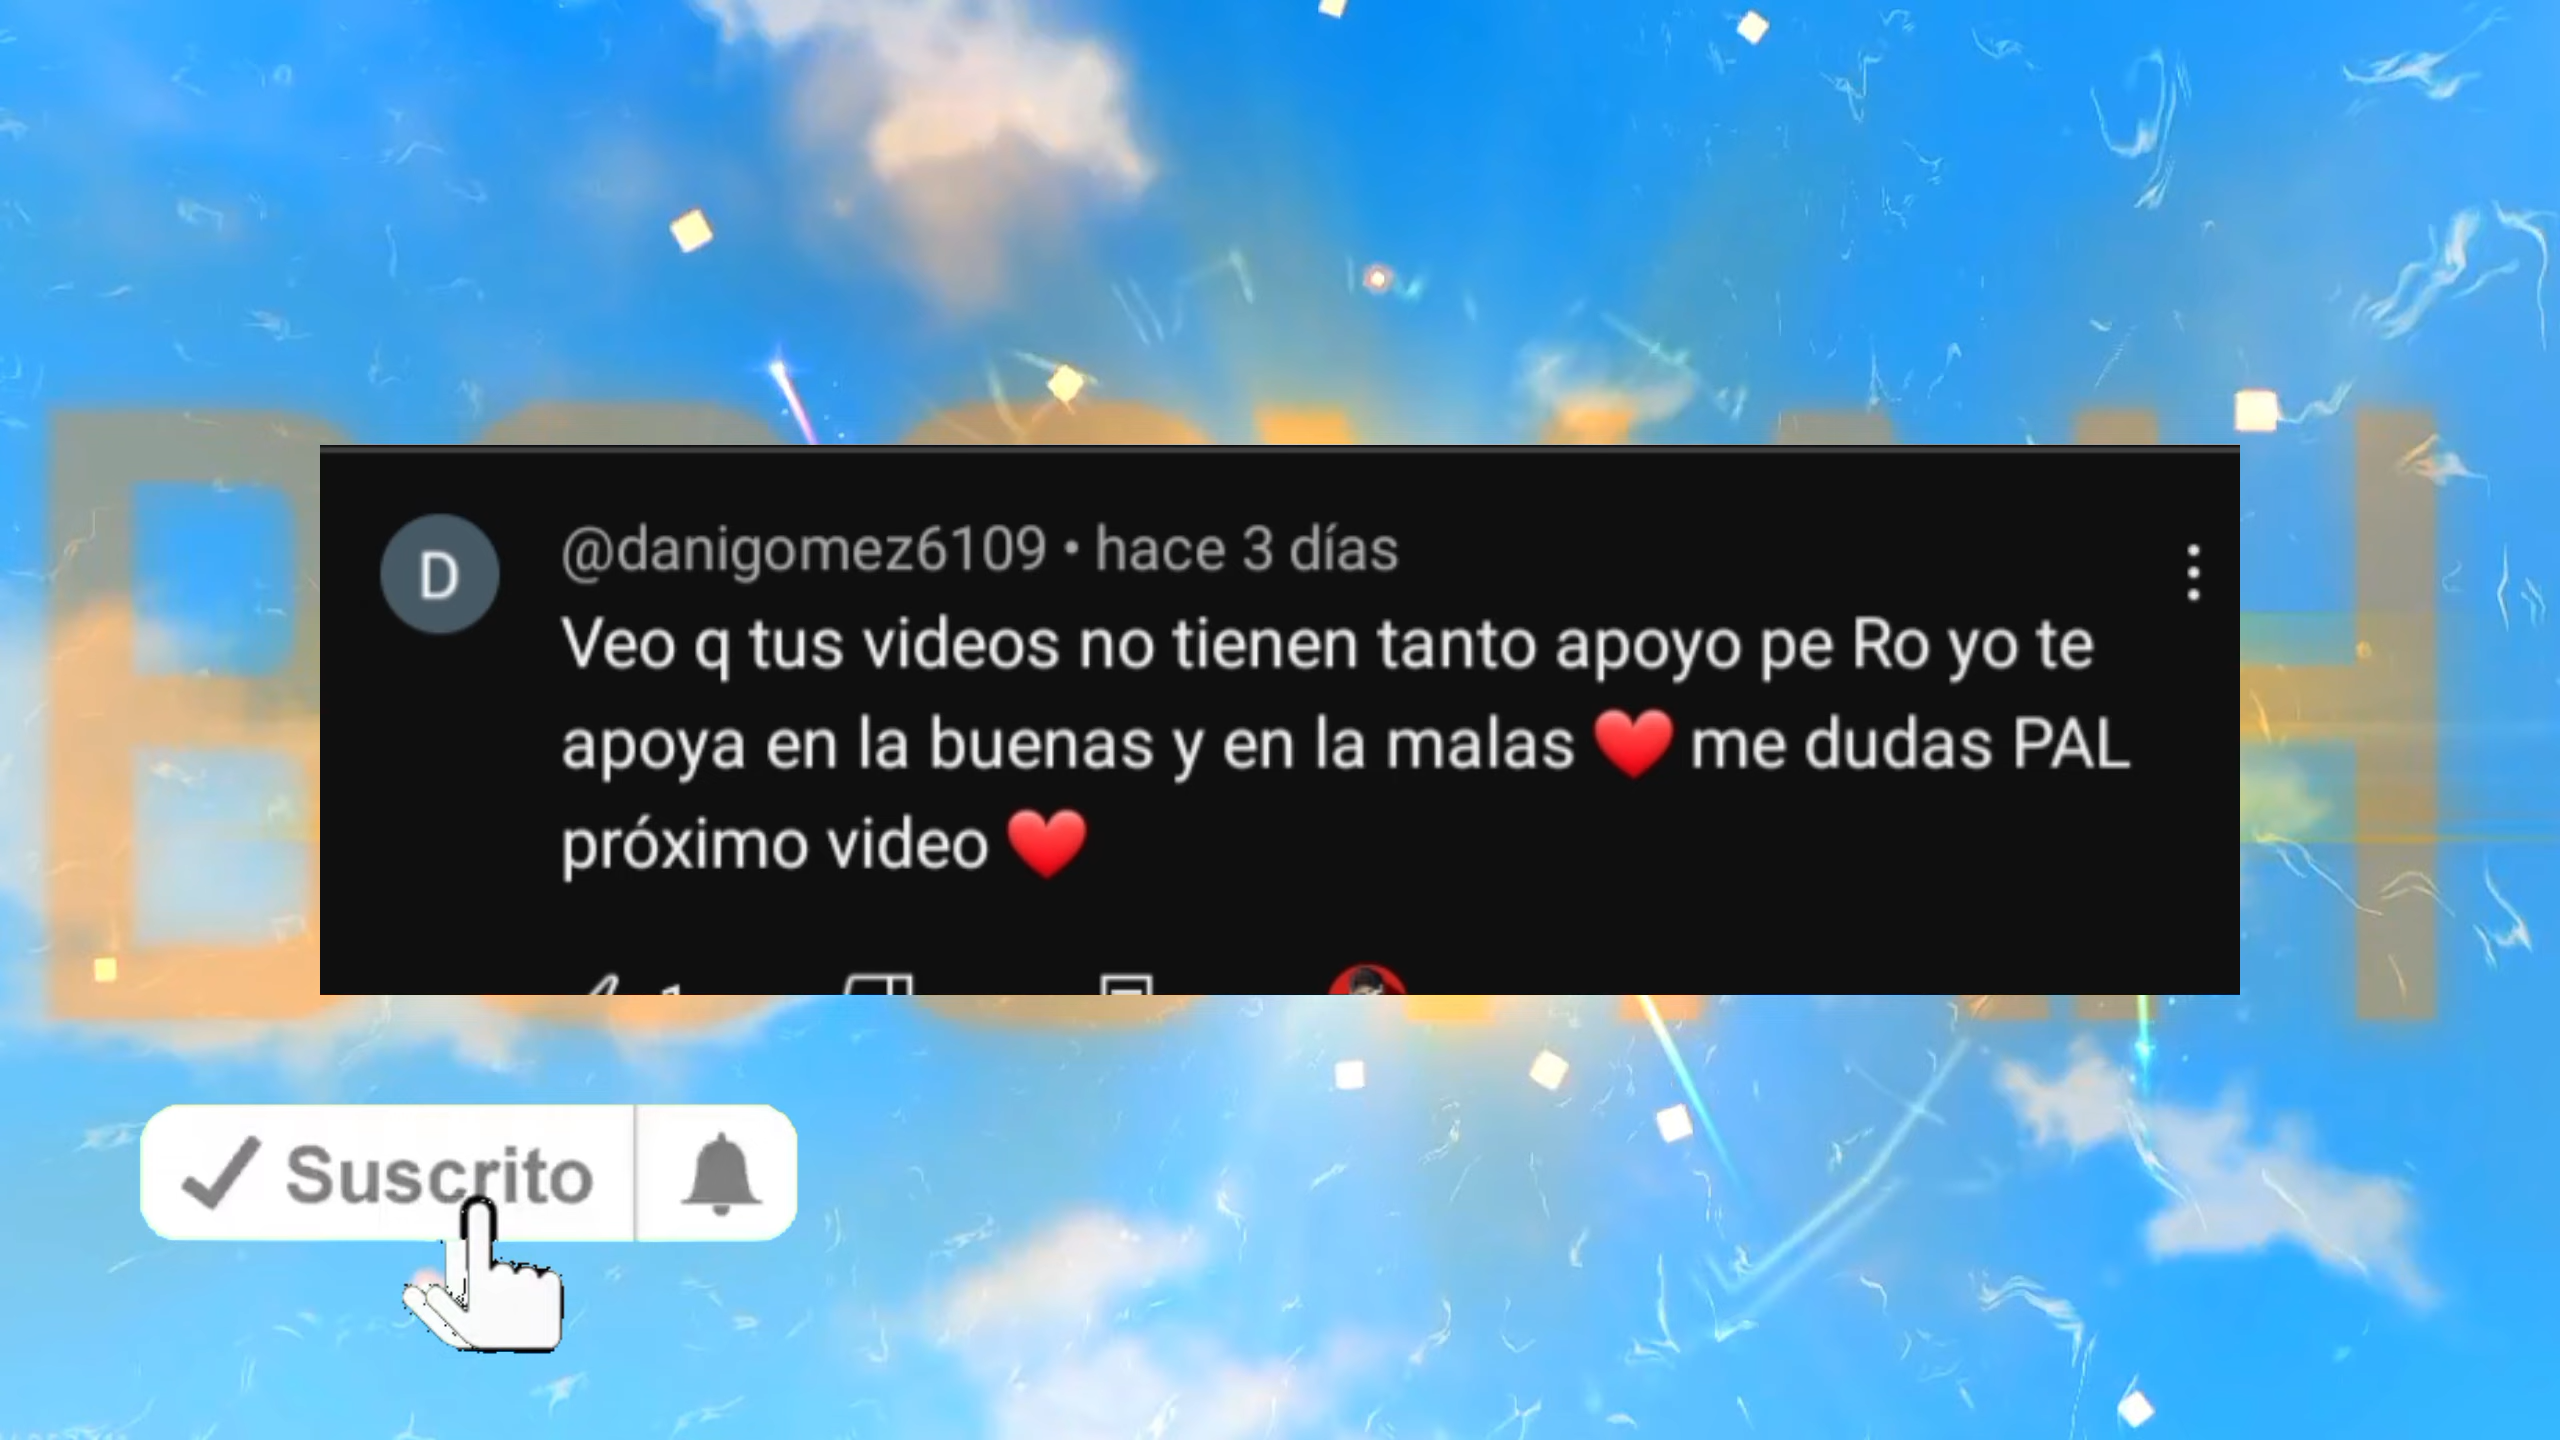 BOOYAH
D
@danigomez6109 • hace 3 días
Veo q tus videos no tienen tanto apoyo pe Ro yo te
apoya en la buenas y en la malas ❤️ me dudas PAL
próximo video ❤️
Suscrito